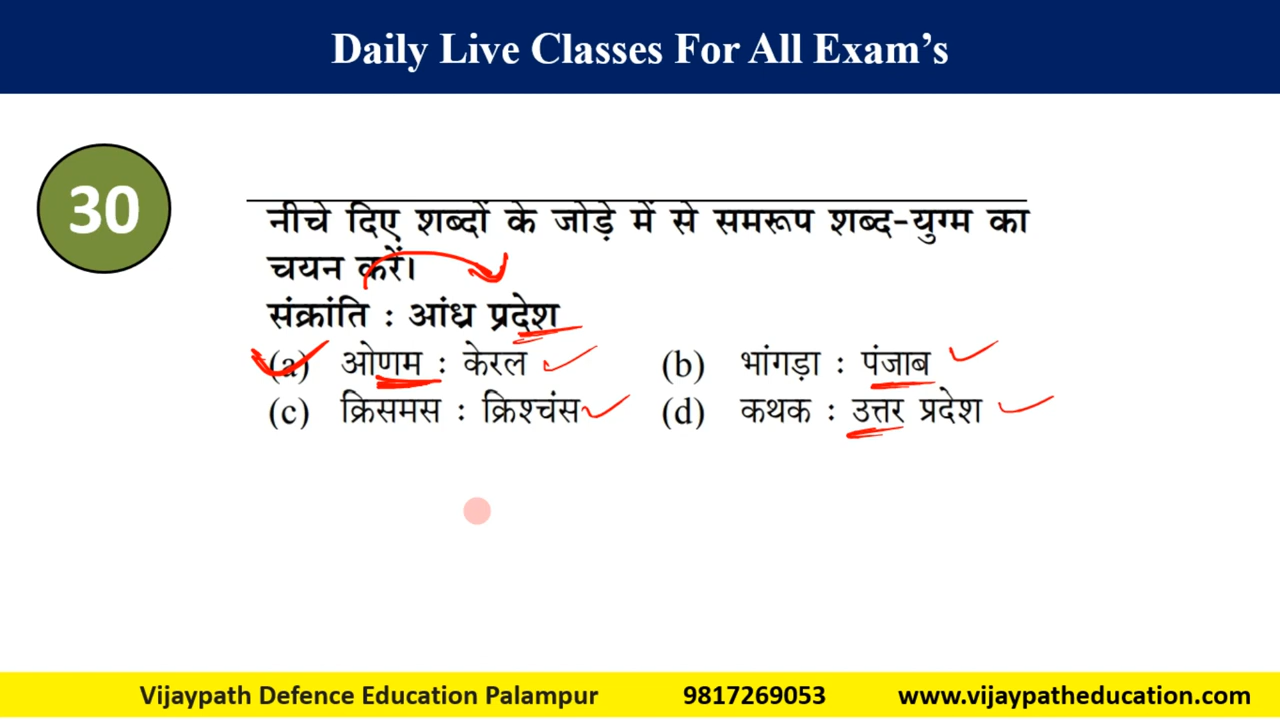 Daily Live Classes For All Exam's
30
नीचे दिए शब्दों के जोड़े में से समरूप शब्द-युग्म का
चयन करें।
संक्रांति : आंध्र प्रदेश
(a) ओणम : केरल (b) भांगड़ा : पंजाब
(c) क्रिसमस : क्रिश्चंस (d) कथक : उत्तर प्रदेश
Vijaypath Defence Education Palampur 9817269053 www.vijaypatheducation.com